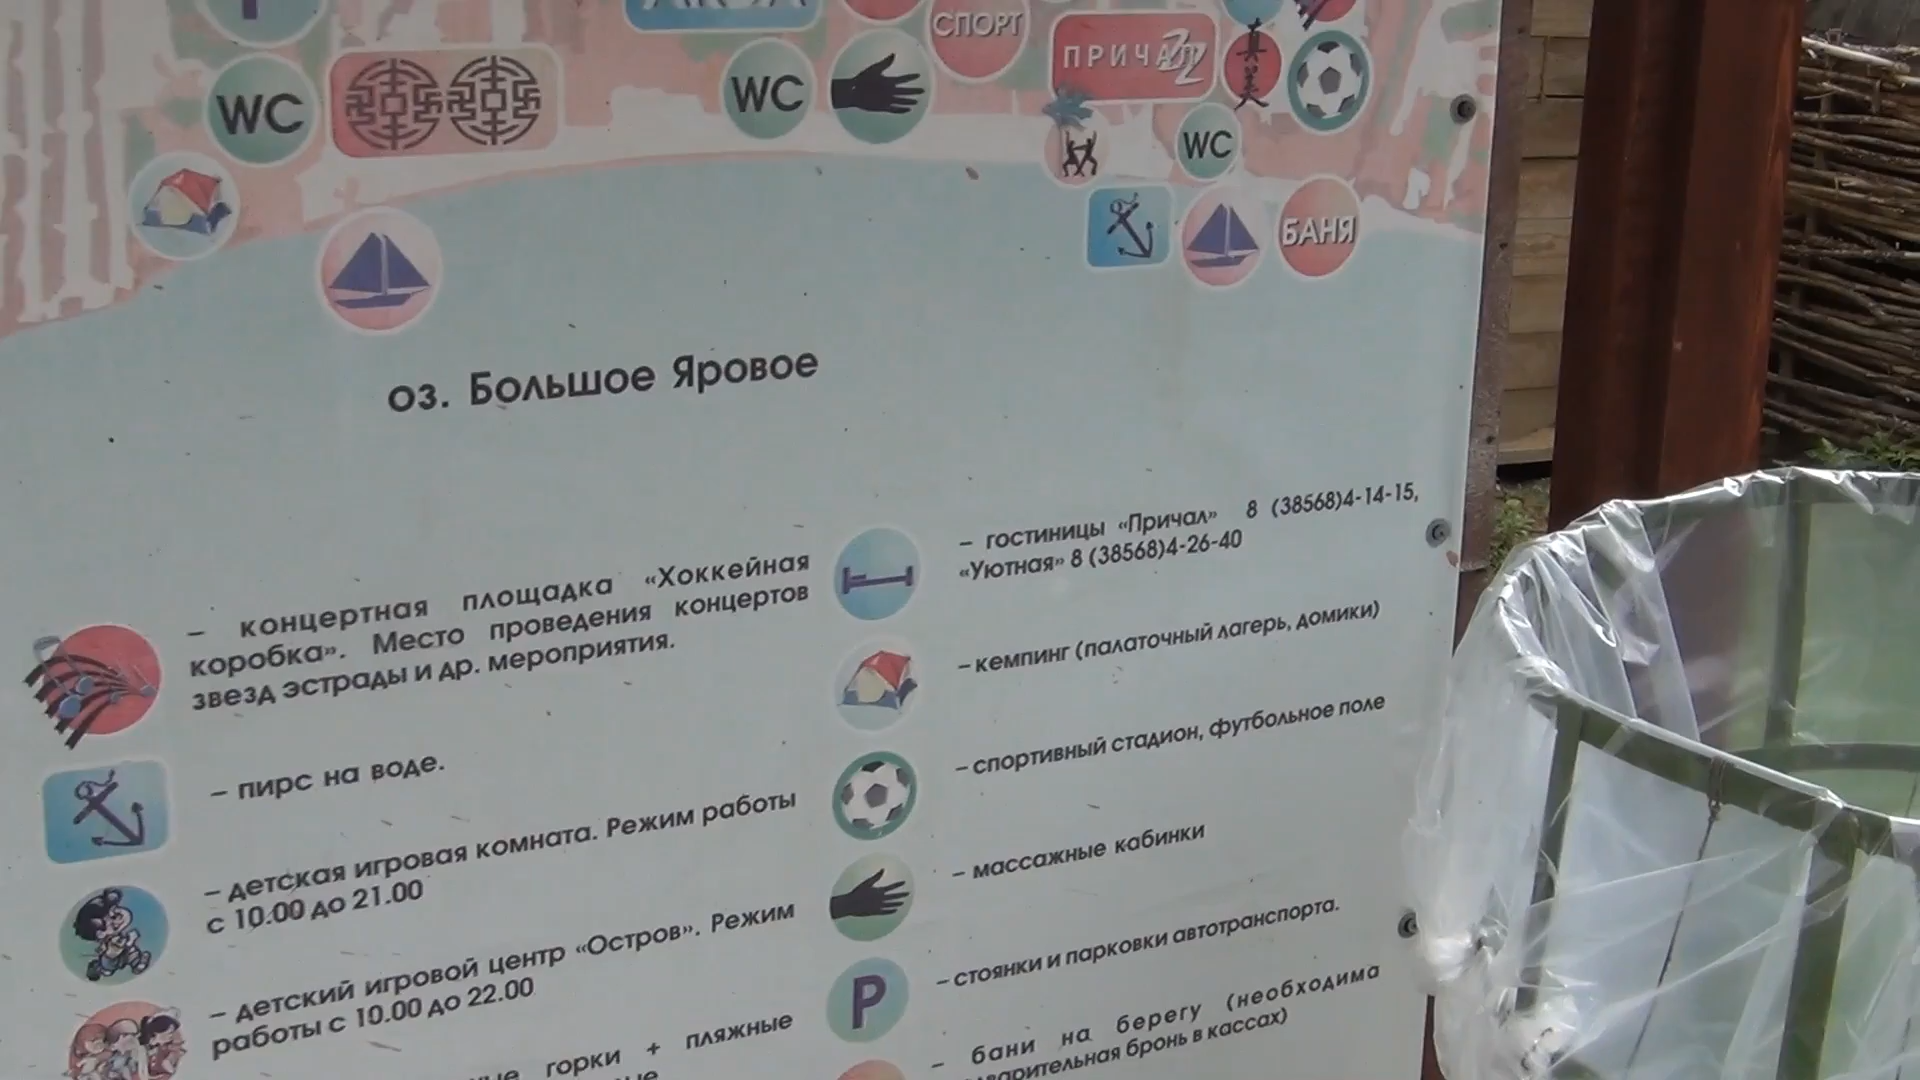 СПОРТ
ПРИЧАЛ
真
美
WC
WC
WC
БАНЯ
оз. Большое Яровое
– концертная площадка «Хоккейная
коробка». Место проведения концертов
звезд эстрады и др. мероприятия.
– пирс на воде.
– детская игровая комната. Режим работы
с 10.00 до 21.00
– детский игровой центр «Остров». Режим
работы с 10.00 до 22.00
горки + пляжные
– гостиницы «Причал» 8 (38568)4-14-15,
«Уютная» 8 (38568)4-26-40
– кемпинг (палаточный лагерь, домики)
– спортивный стадион, футбольное поле
– массажные кабинки
P
– стоянки и парковки автотранспорта.
– бани на берегу (необходима
бронь в кассах)